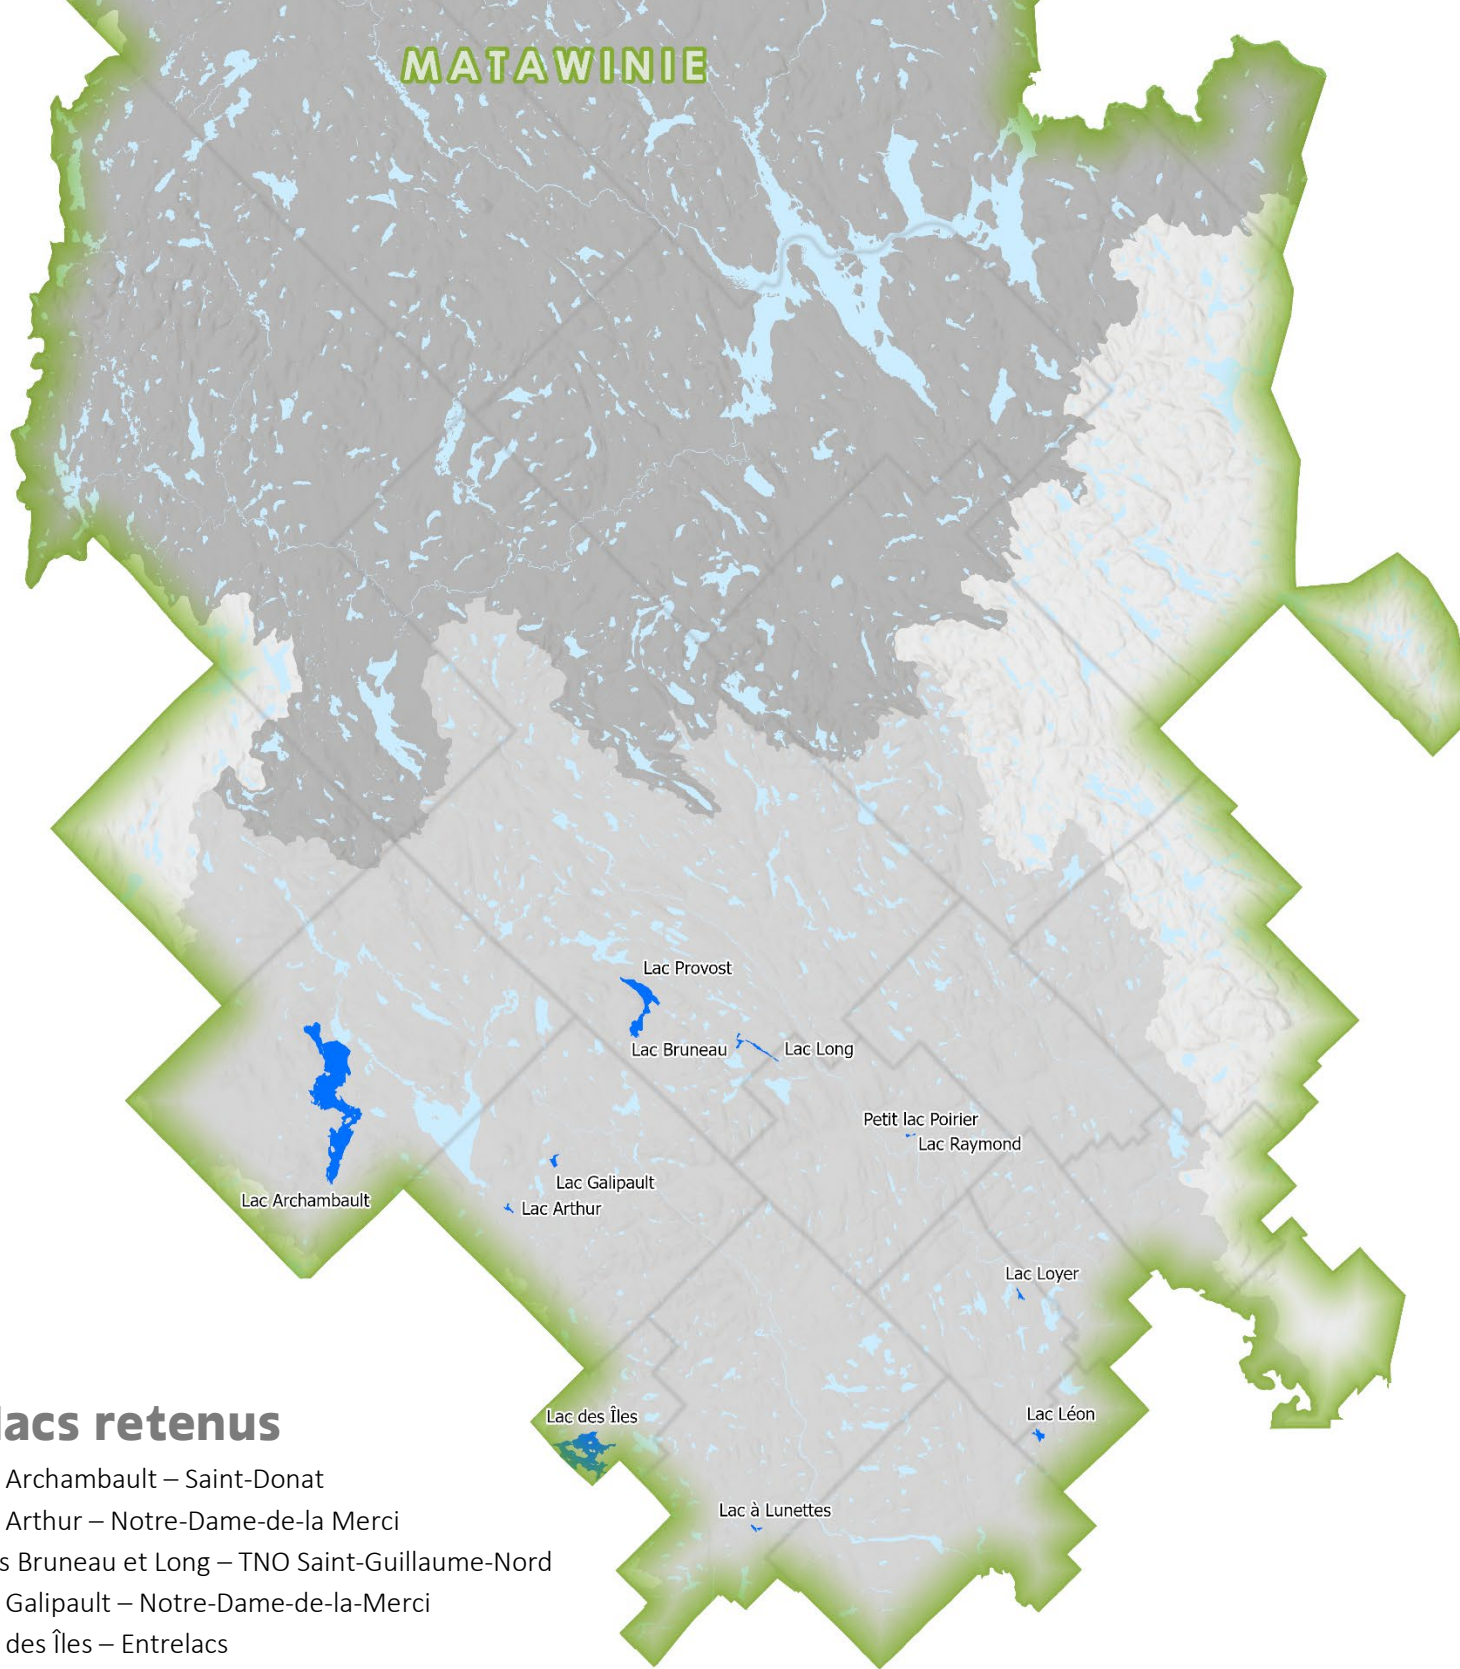 MATAWINIE
Lac Provost
Lac Bruneau
Lac Long
Petit lac Poirier
Lac Raymond
Lac Galipault
Lac Archambault
Lac Arthur
Lac Loyer
Lac des Îles
Lac Léon
Lac à Lunettes
lacs retenus
Archambault – Saint-Donat
Arthur – Notre-Dame-de-la Merci
s Bruneau et Long – TNO Saint-Guillaume-Nord
Galipault – Notre-Dame-de-la-Merci
des Îles – Entrelacs